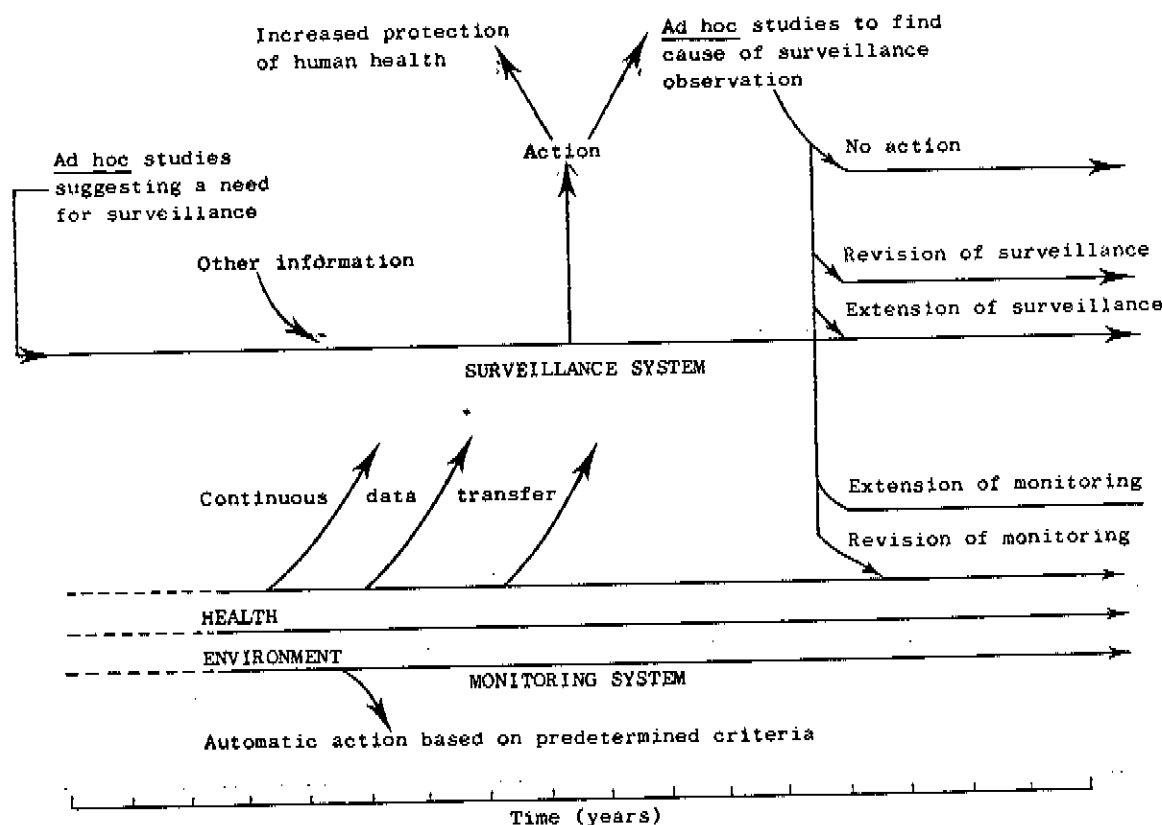 Increased protection
of human health
Ad hoc studies to find
cause of surveillance
observation
Ad hoc studies
suggesting a need
for surveillance
Action
No action
Other information
Revision of surveillance
Extension of surveillance
SURVEILLANCE SYSTEM
Continuous data transfer
Extension of monitoring
Revision of monitoring
HEALTH
ENVIRONMENT
MONITORING SYSTEM
Automatic action based on predetermined criteria
Time (years)